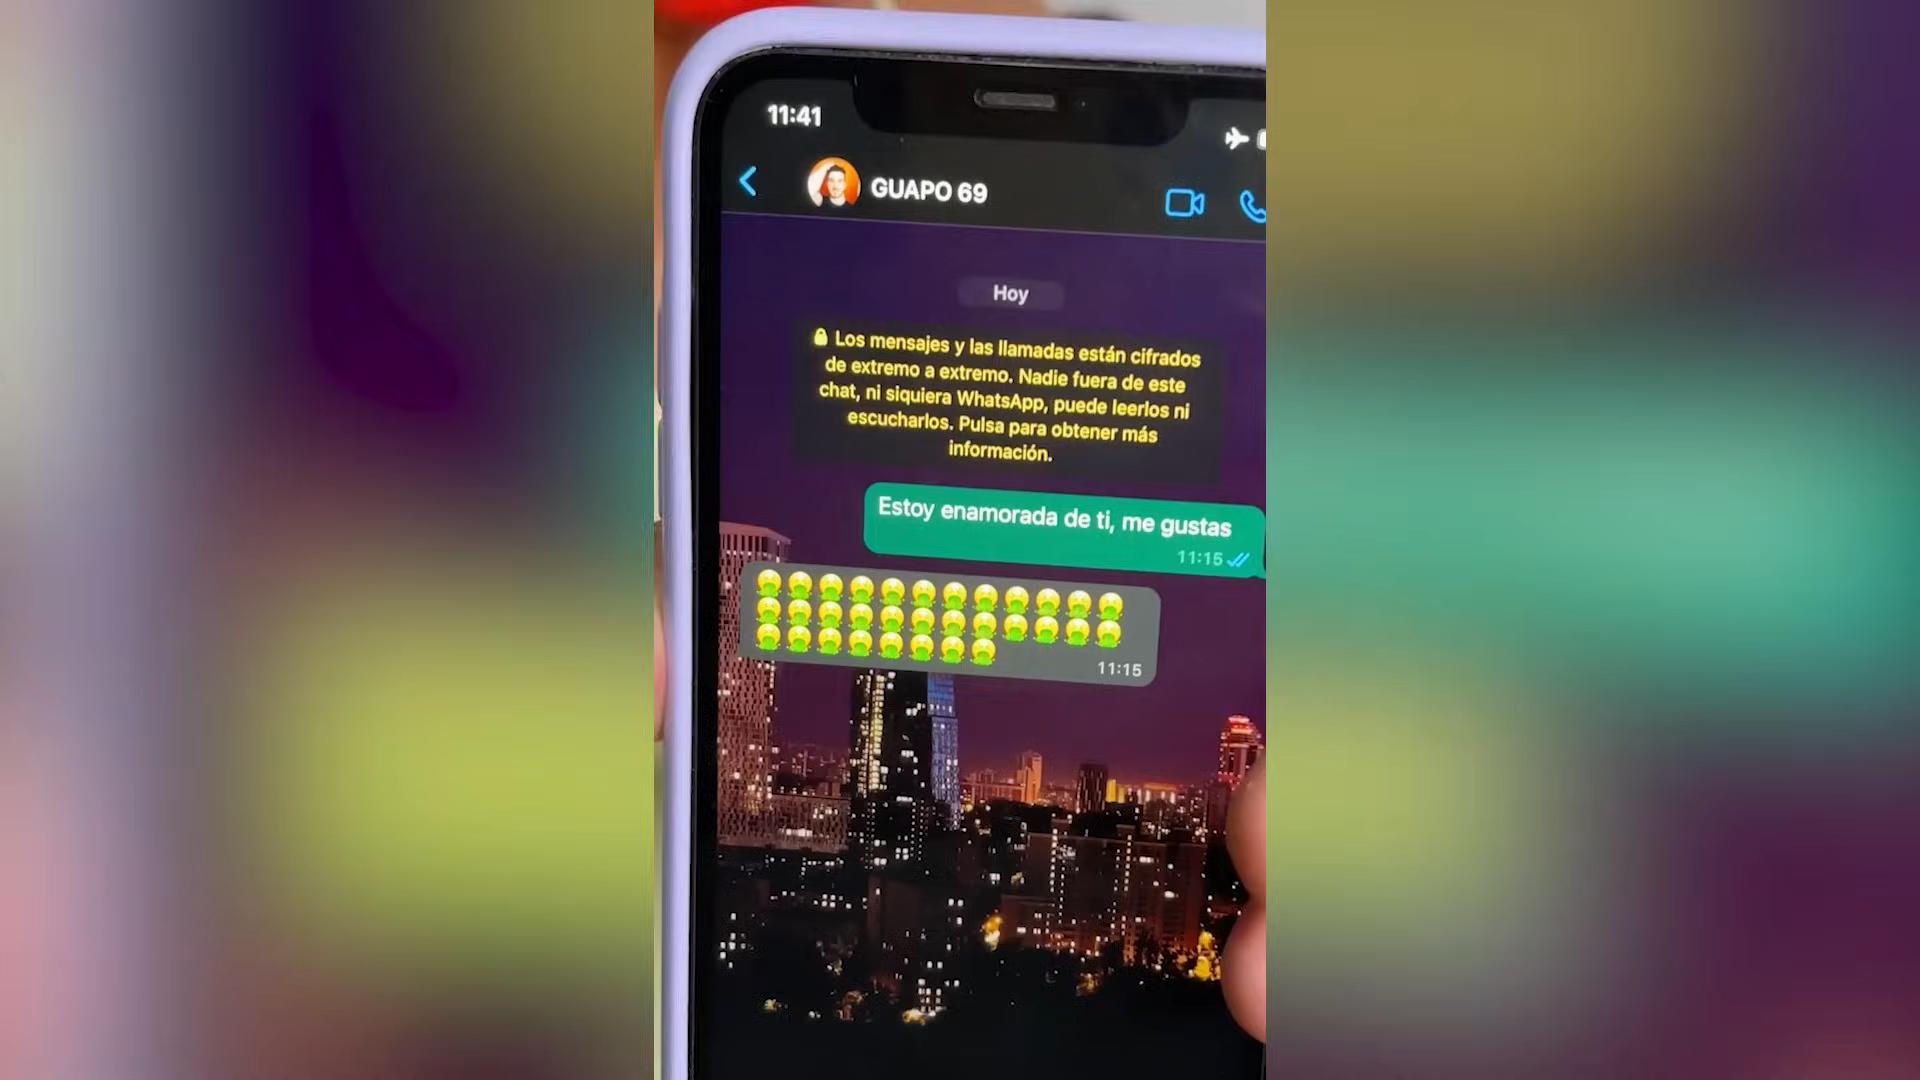 11:41
GUAPO 69
Hoy
Los mensajes y las llamadas están cifrados
de extremo a extremo. Nadie fuera de este
chat, ni siquiera WhatsApp, puede leerlos ni
escucharlos. Pulsa para obtener más
información.
Estoy enamorada de ti, me gustas
11:15
11:15